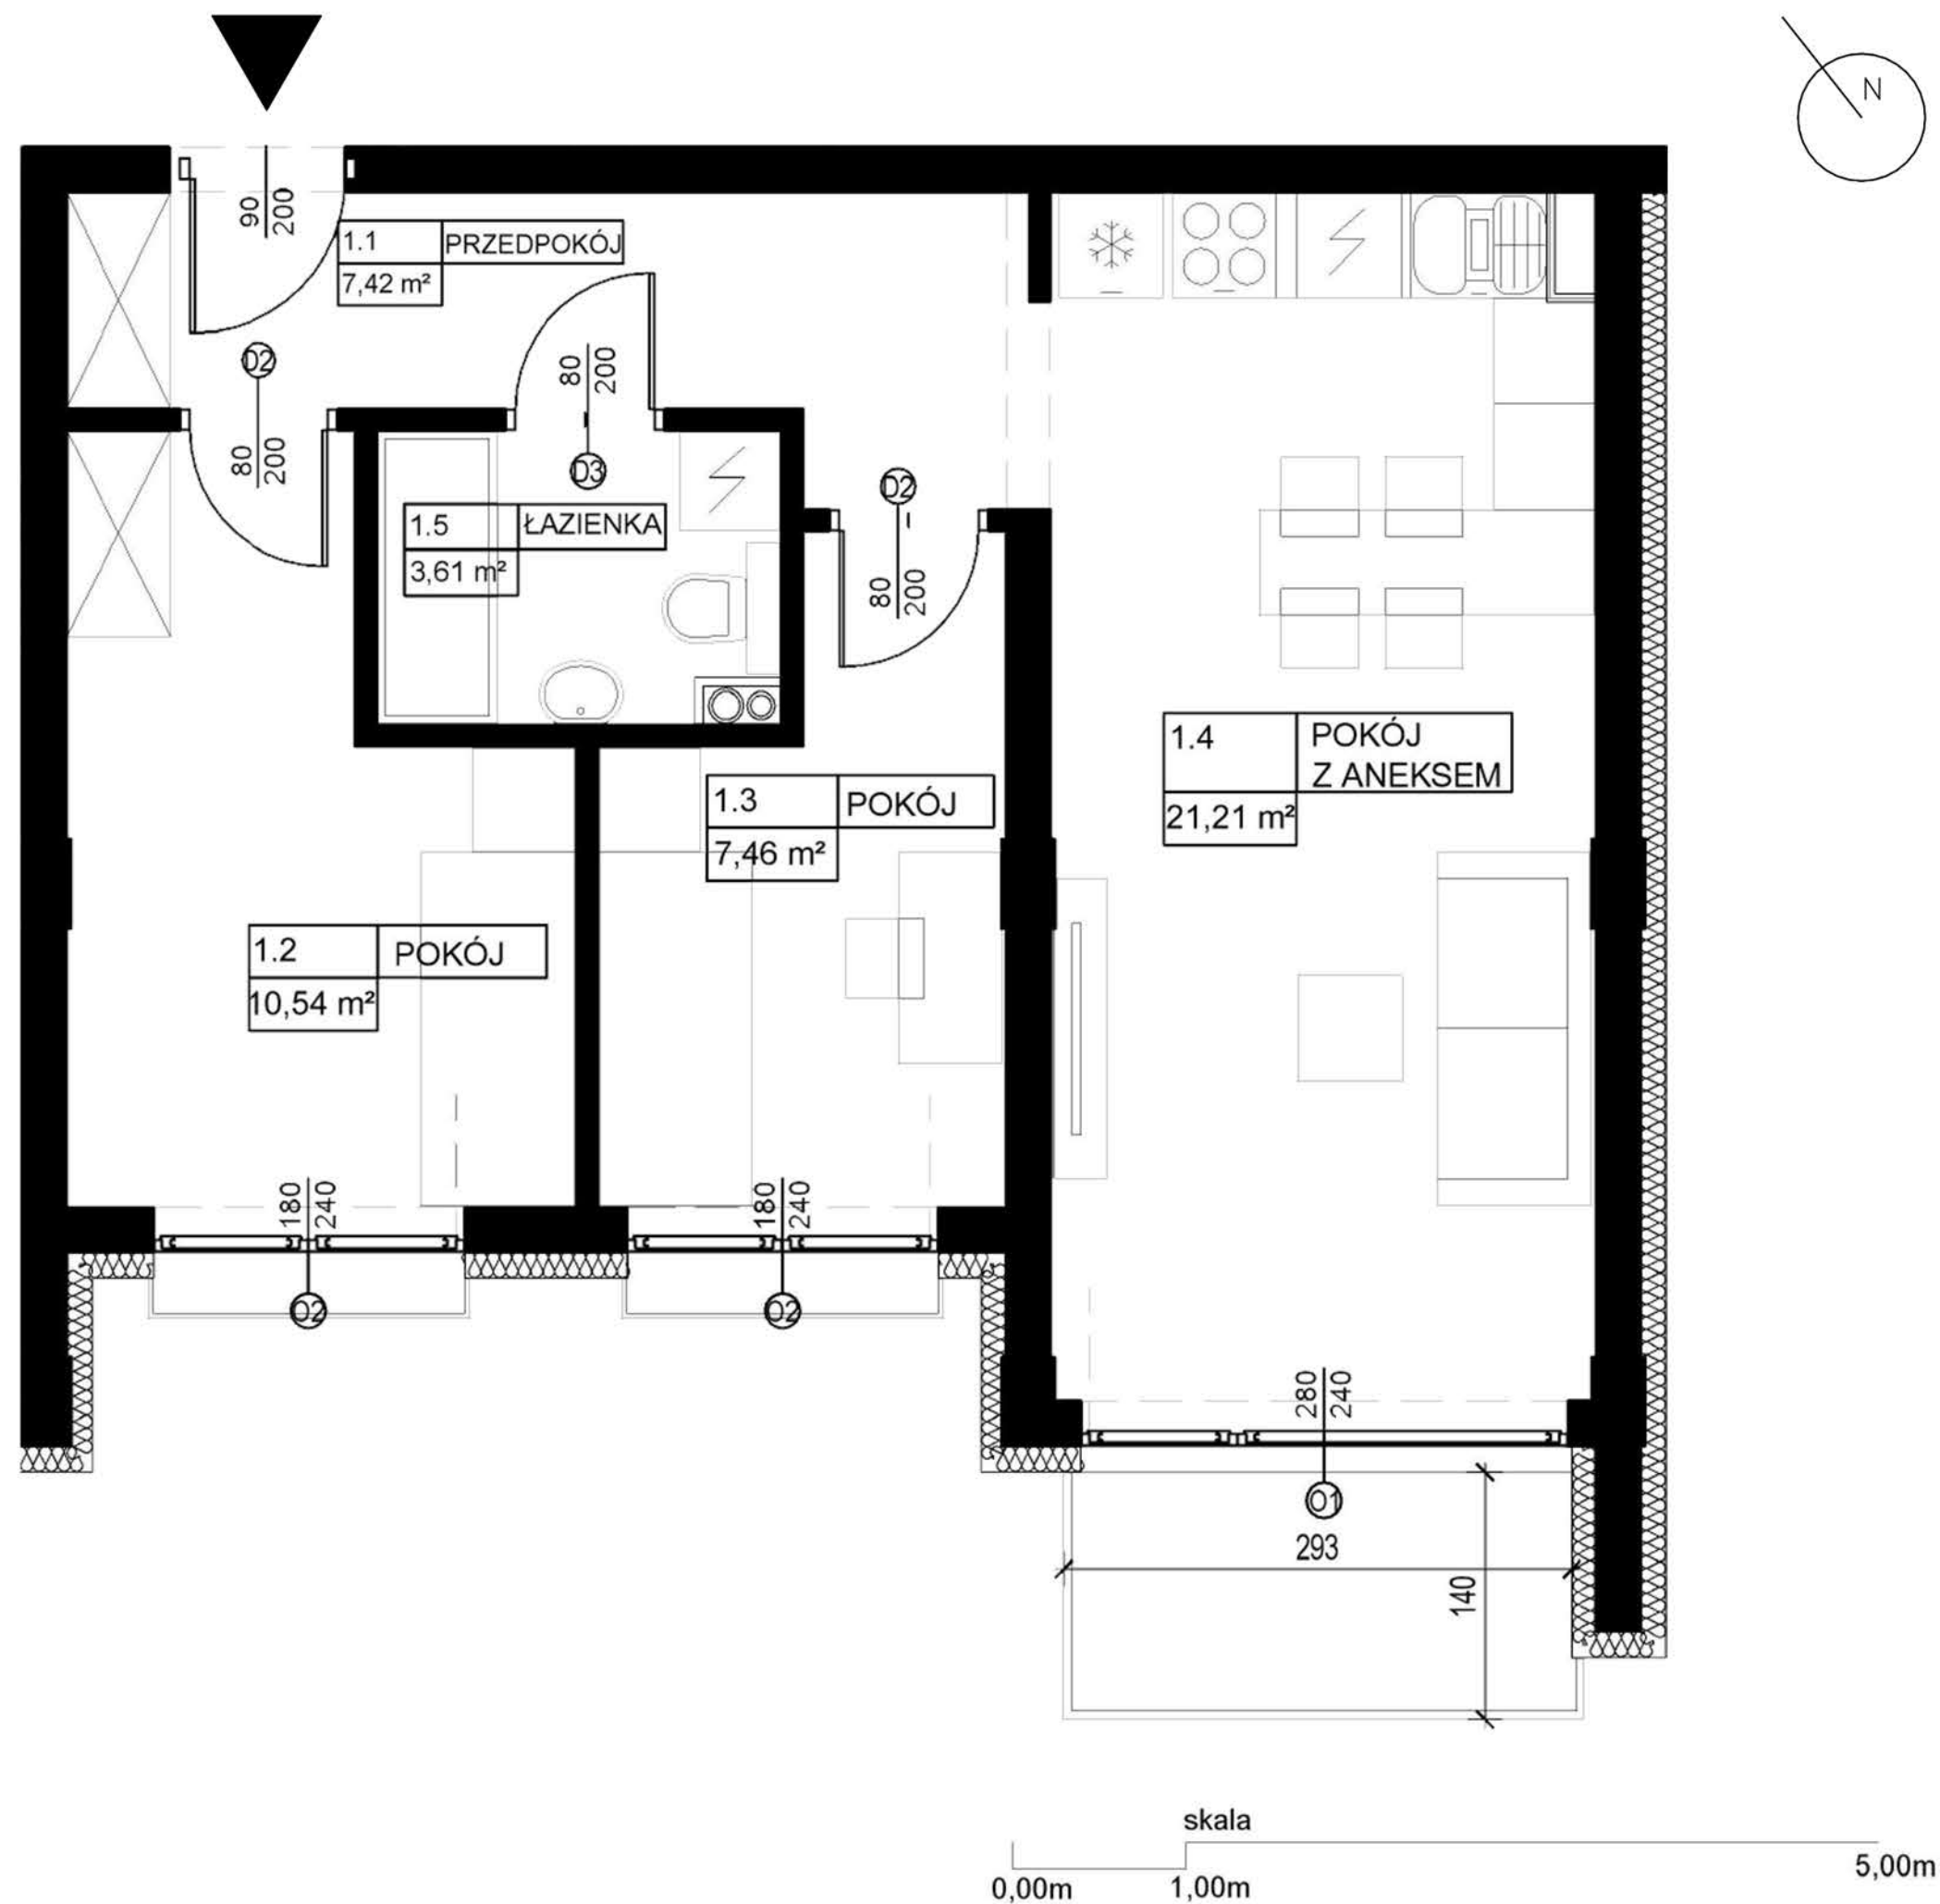 N
90
200
1.1 PRZEDPOKÓJ
7,42 m²
D2
80
200
80
200
D3
D2
80
200
1.5 ŁAZIENKA
3,61 m²
1.4 POKÓJ
Z ANEKSEM
21,21 m²
1.3 POKÓJ
7,46 m²
1.2 POKÓJ
10,54 m²
180
240
O2
180
240
O2
280
240
O1
293
140
skala
0,00m
1,00m
5,00m